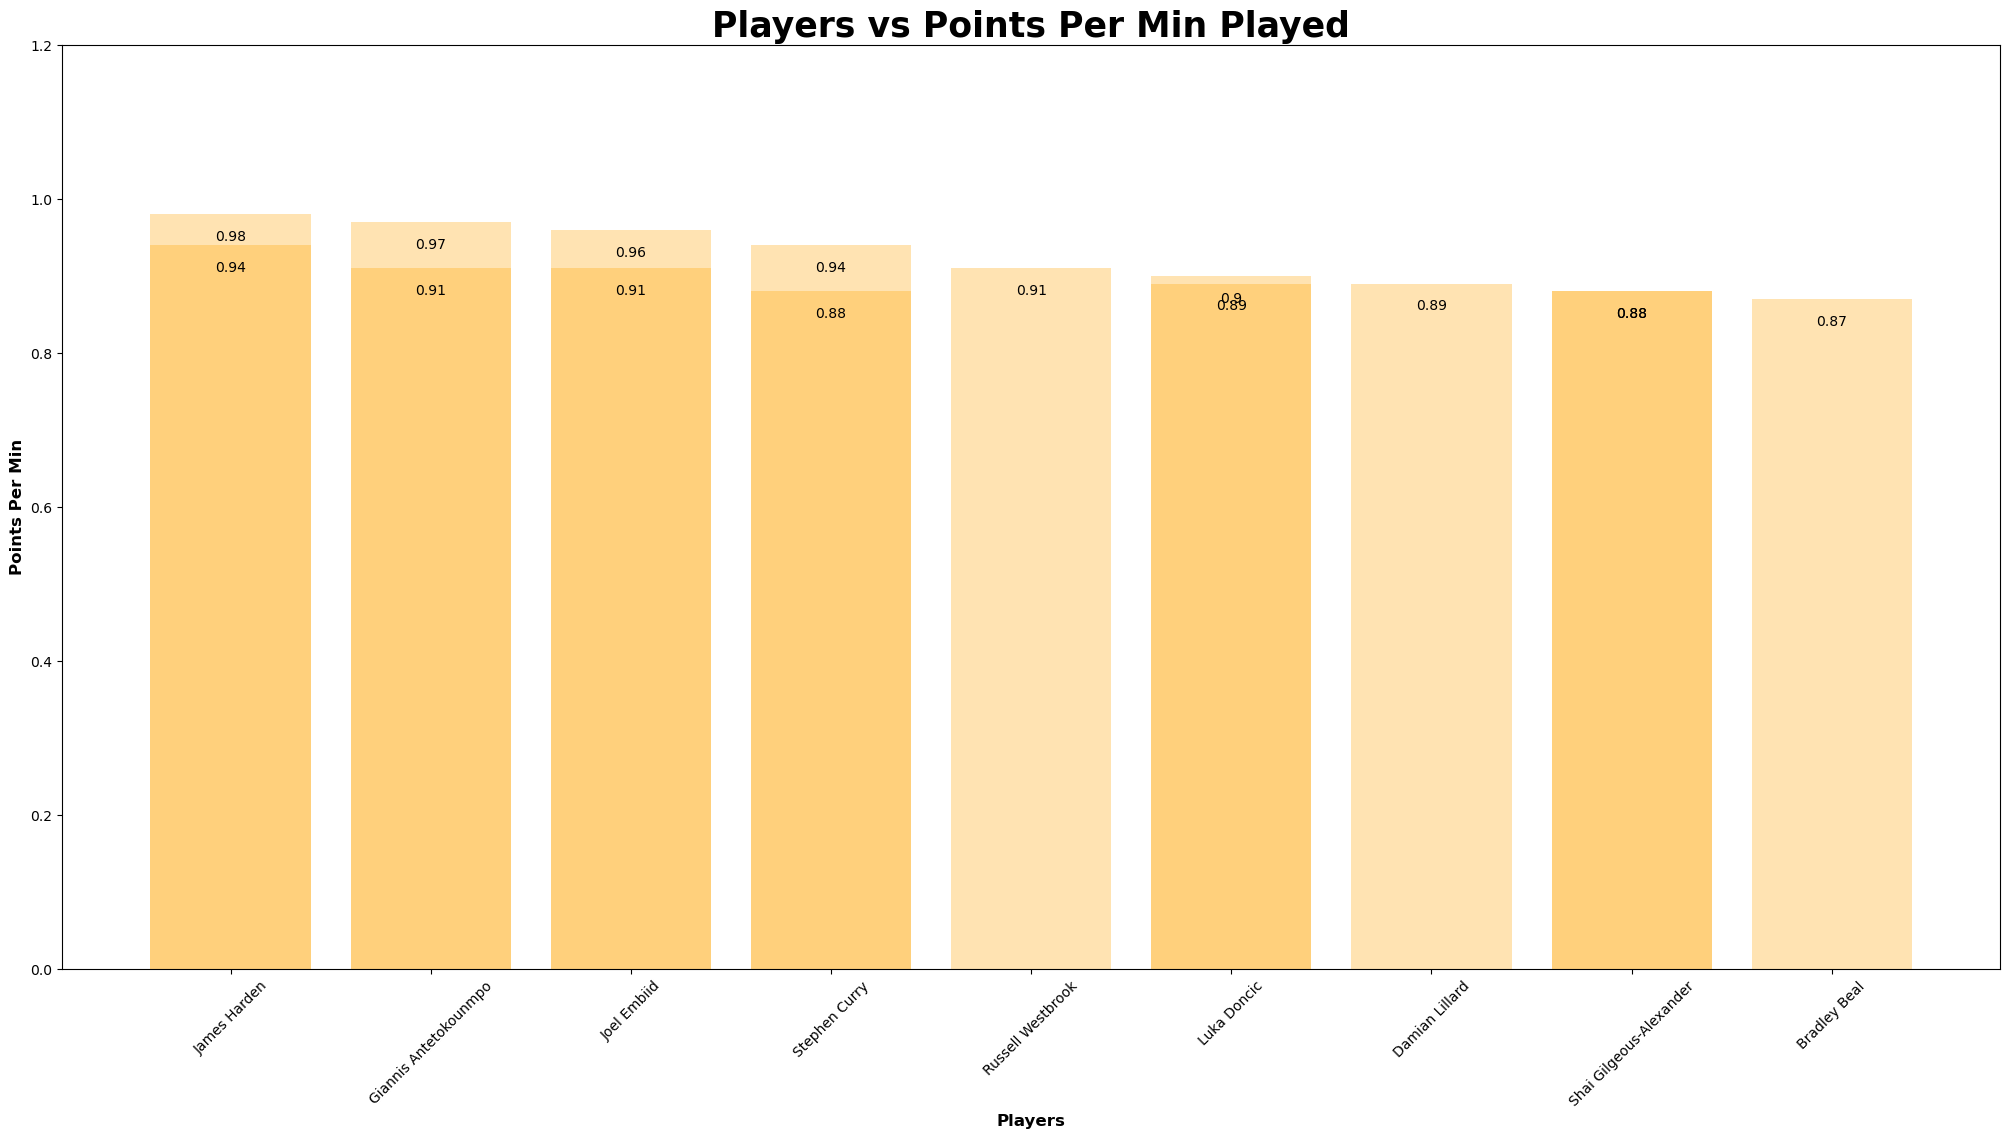 Players vs Points Per Min Played
1.2
1.0
0.8
0.6
0.4
0.2
0.0
Points Per Min
0.98
0.94
0.97
0.91
0.96
0.91
0.94
0.88
0.91
0.9
0.89
0.89
0.88
0.87
James Harden
Giannis Antetokounmpo
Joel Embiid
Stephen Curry
Russell Westbrook
Luka Doncic
Damian Lillard
Shai Gilgeous-Alexander
Bradley Beal
Players